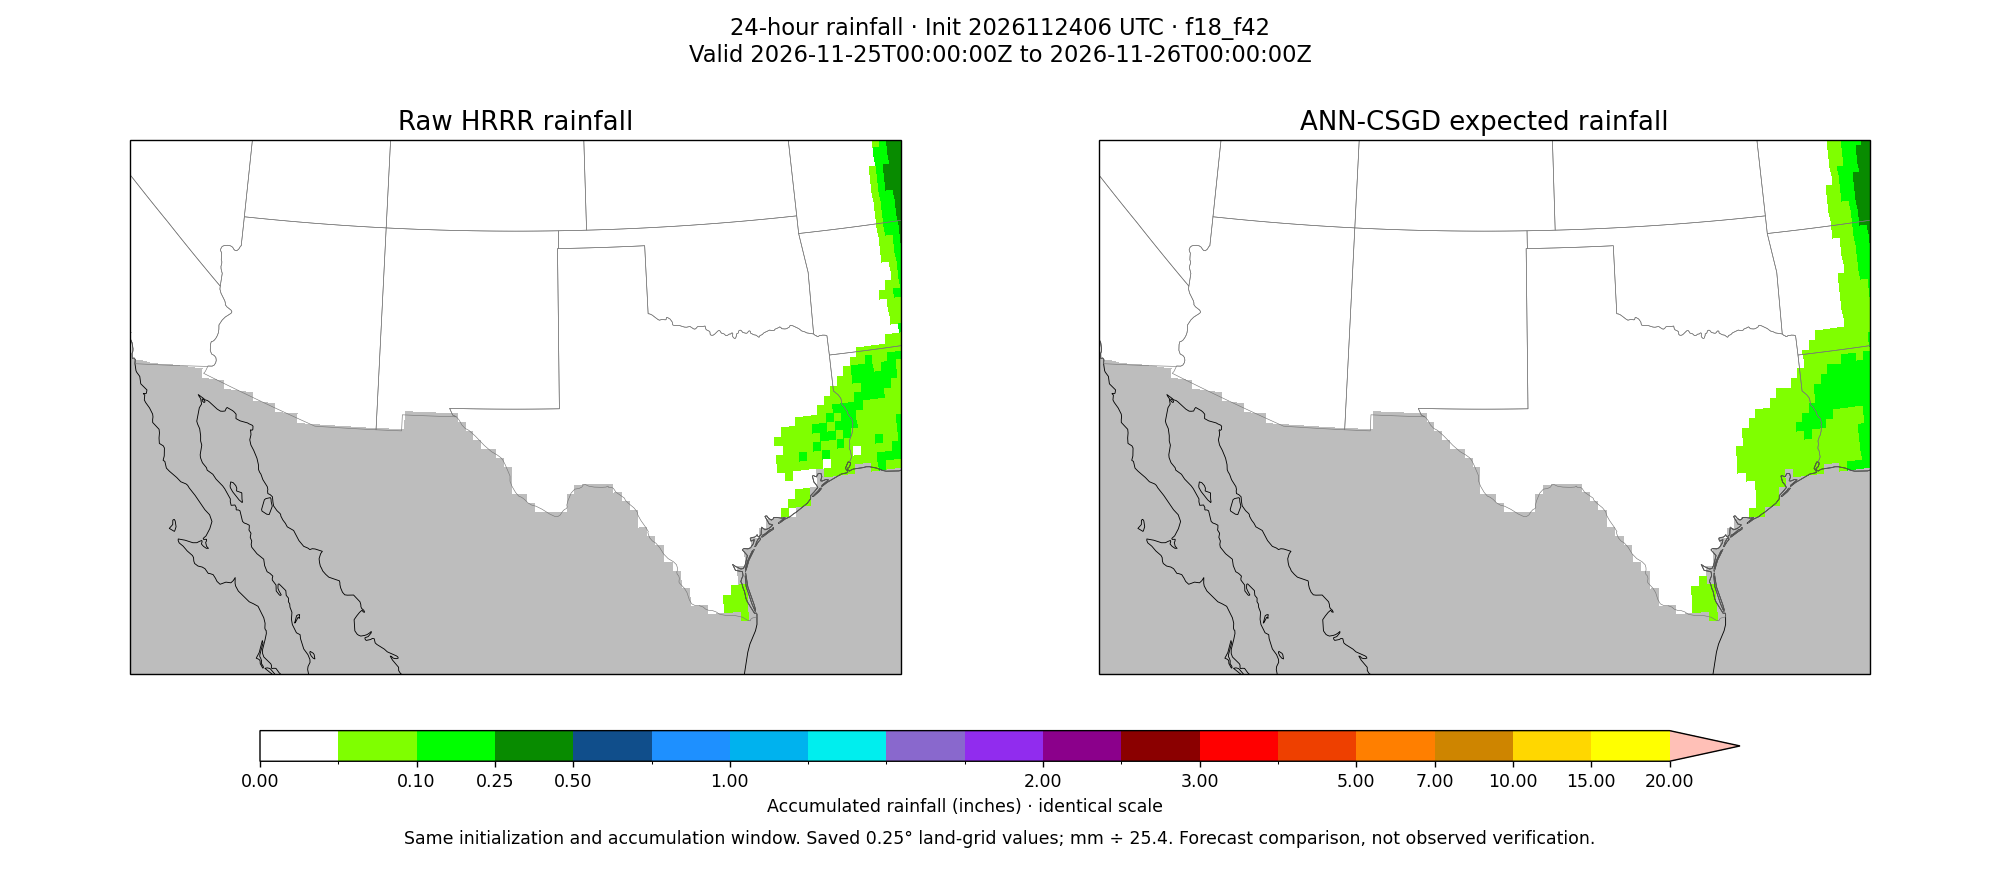 24-hour rainfall · Init 2026112406 UTC · f18_f42
Valid 2026-11-25T00:00:00Z to 2026-11-26T00:00:00Z
Raw HRRR rainfall
ANN-CSGD expected rainfall
0.00 0.10 0.25 0.50 1.00 2.00 3.00 5.00 7.00 10.00 15.00 20.00
Accumulated rainfall (inches) · identical scale
Same initialization and accumulation window. Saved 0.25° land-grid values; mm ÷ 25.4. Forecast comparison, not observed verification.